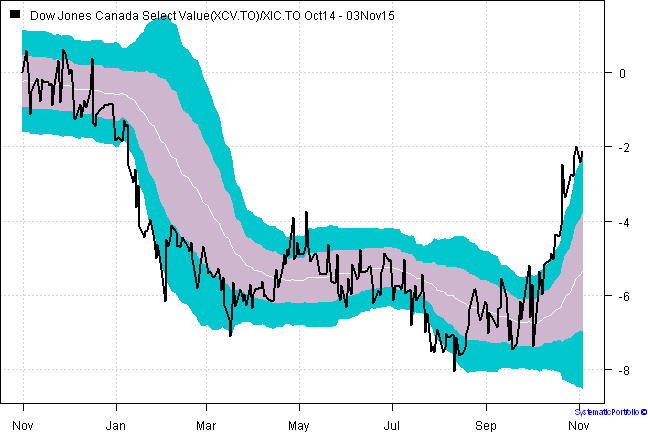 Dow Jones Canada Select Value(XCV.TO)/XIC.TO Oct14 - 03Nov15
0
-2
-4
-6
-8
SystematicPortfolio ©
Nov Jan Mar May Jul Sep Nov